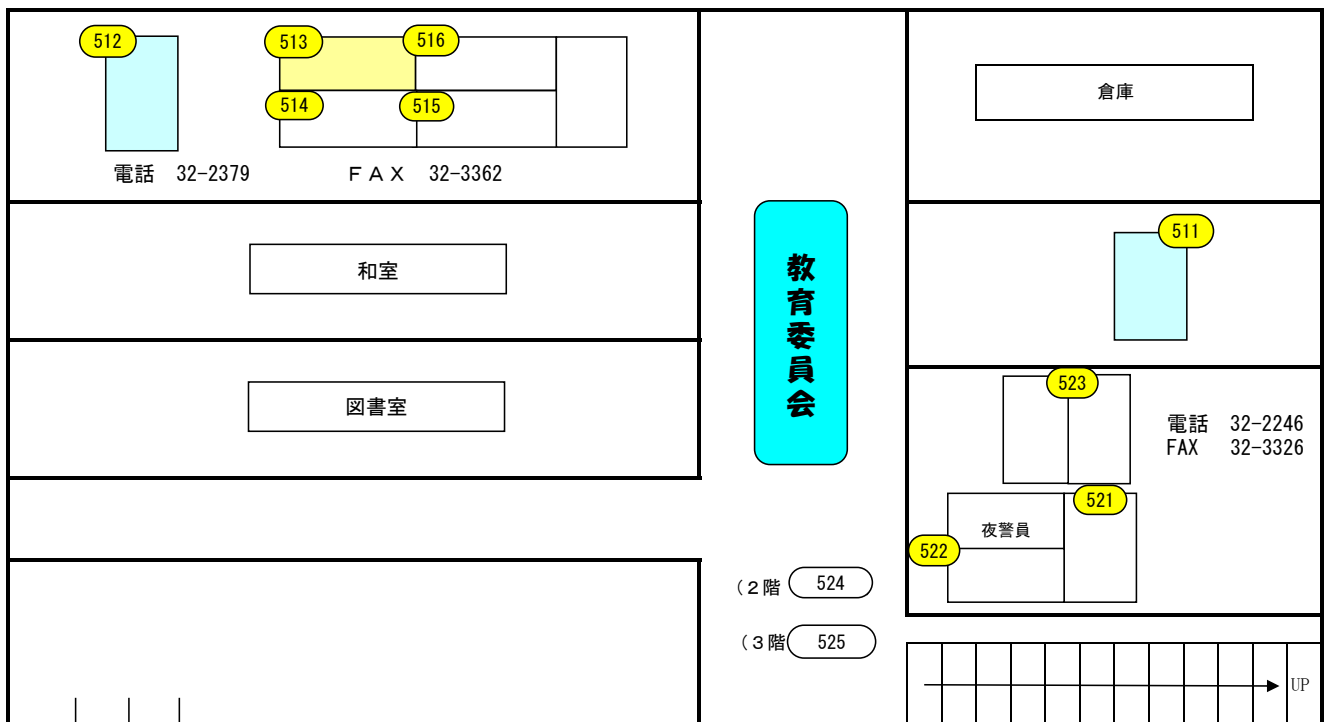 512
513
516
514
515
電話 32-2379
ＦＡＸ 32-3362
倉庫
和室
図書室
教育委員会
511
523
電話 32-2246
FAX 32-3326
521
夜警員
522
(２階 524
(３階 525
UP